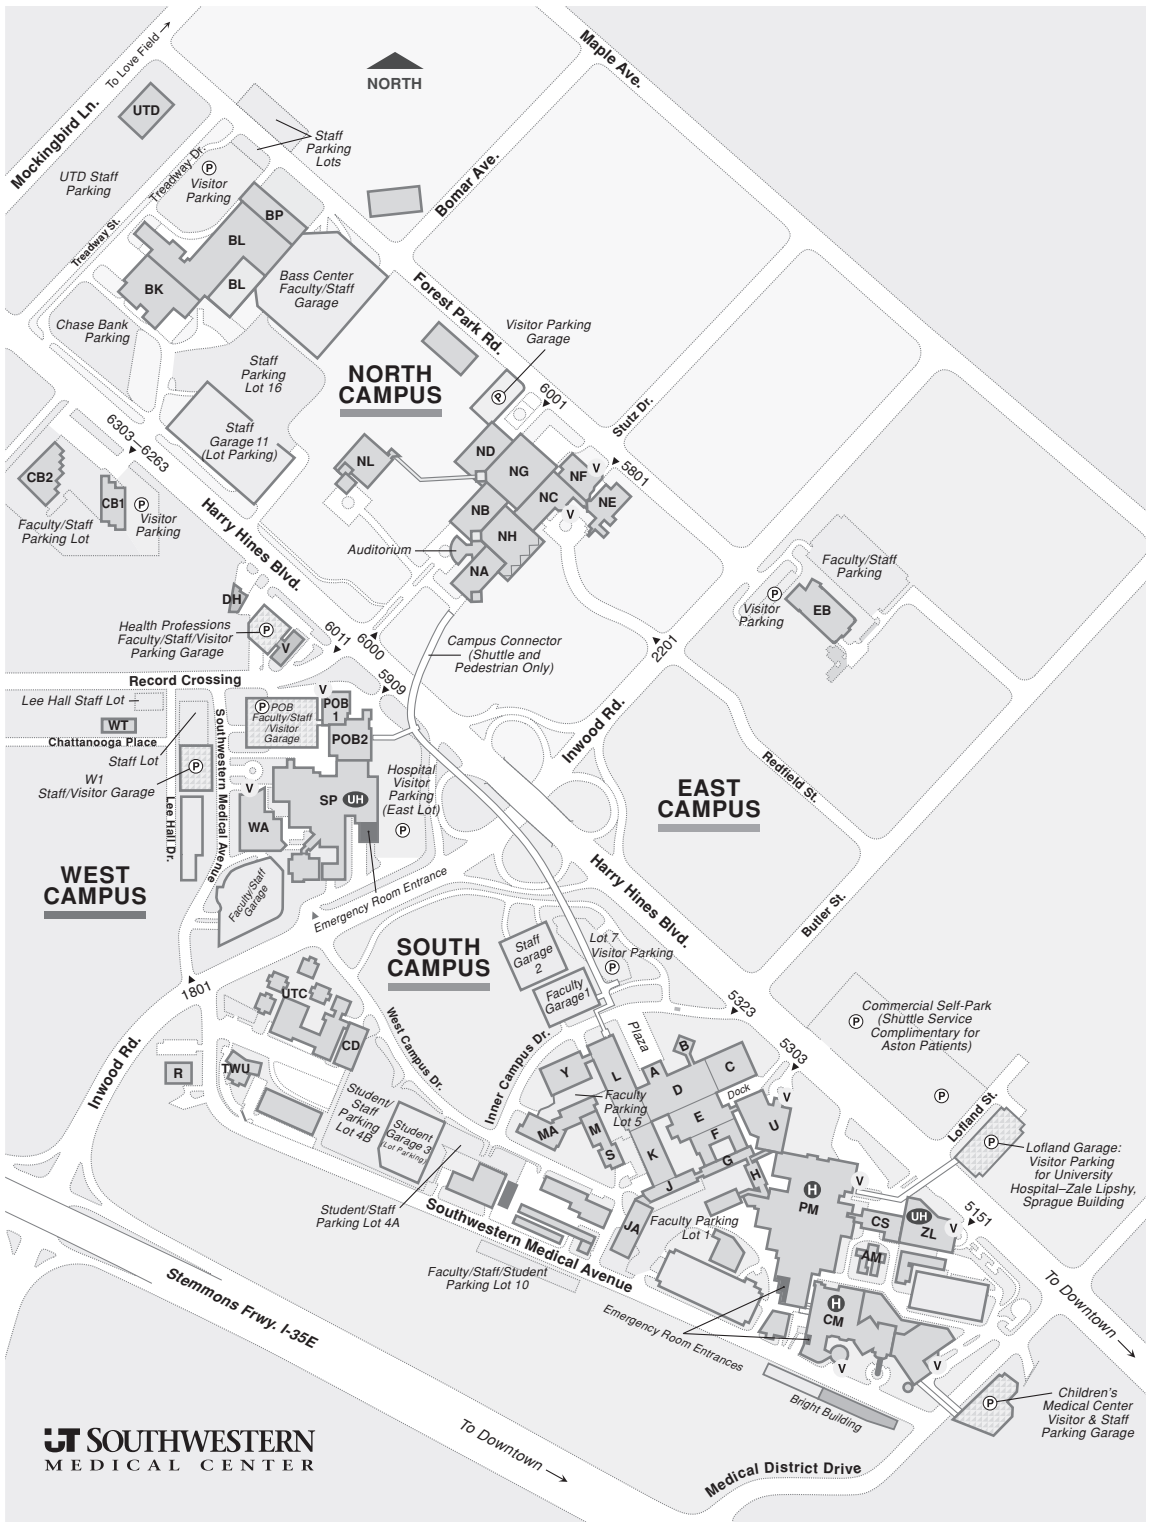 Maple Ave.
To Love Field
NORTH
Mockingbird Ln.
UTD
Staff
Parking
Lots
Treadway Dr.
P
Visitor
Parking
UTD Staff
Parking
Bomar Ave.
BP
Treadway St.
BL
BK
BL
Bass Center
Faculty/Staff
Garage
Forest Park Rd.
Chase Bank
Parking
Visitor Parking
Garage
P
Staff
Parking
Lot 16
NORTH
CAMPUS
6001
Stutz Dr.
6303–6263
Staff
Garage 11
(Lot Parking)
ND
NL
NG
NF
V
5801
CB2
CB1
P
Visitor
Parking
NC
NE
V
NB
NH
Faculty/Staff
Parking Lot
Harry Hines Blvd.
Auditorium
NA
Faculty/Staff
Parking
P
Visitor
Parking
EB
DH
Health Professions
Faculty/Staff/Visitor
Parking Garage
P
V
6011
6000
Campus Connector
(Shuttle and
Pedestrian Only)
2201
Record Crossing
5909
Lee Hall Staff Lot
V
P
POB
Faculty/Staff
/Visitor
Garage
POB
1
WT
Chattanooga Place
POB2
Inwood Rd.
Staff Lot
Southwestern Medical Avenue
P
W1
Staff/Visitor Garage
Redfield St.
Hospital
Visitor
Parking
(East Lot)
P
V
SP
UH
EAST
CAMPUS
Lee Hall Dr.
WA
WEST
CAMPUS
Faculty/Staff
Garage
Emergency Room Entrance
Harry Hines Blvd.
Butler St.
SOUTH
CAMPUS
Staff
Garage
2
Lot 7
Visitor Parking
P
1801
UTC
Faculty
Garage 1
5323
Commercial Self-Park
(Shuttle Service
Complimentary for
Aston Patients)
P
P
West Campus Dr.
Inner Campus Dr.
Plaza
5303
CD
B
Inwood Rd.
R
TWU
Y
L
A
C
D
Dock
V
Lofland St.
Student/
Staff
Parking
Lot 4B
Student
Garage 3
(Lot Parking)
Faculty
Parking
Lot 5
MA
M
E
F
U
S
K
G
H
J
P
Lofland Garage:
Visitor Parking
for University
Hospital–Zale Lipshy,
Sprague Building
H
PM
V
Student/Staff
Parking Lot 4A
Southwestern Medical Avenue
JA
Faculty Parking
Lot 1
CS
UH
ZL
V
5151
AM
Faculty/Staff/Student
Parking Lot 10
Stemmons Frwy. I-35E
To Downtown
H
CM
Emergency Room Entrances
V
V
Bright Building
P
Children's
Medical Center
Visitor & Staff
Parking Garage
UT SOUTHWESTERN
MEDICAL CENTER
To Downtown
Medical District Drive